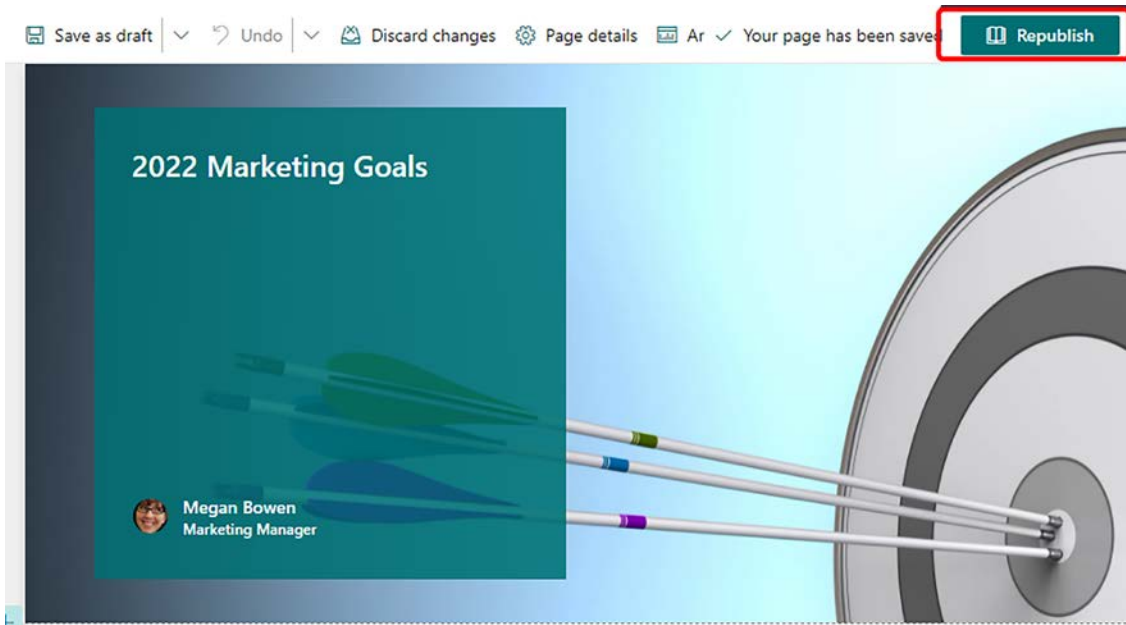 Save as draft Undo Discard changes Page details Ar Your page has been saved Republish
2022 Marketing Goals
Megan Bowen
Marketing Manager